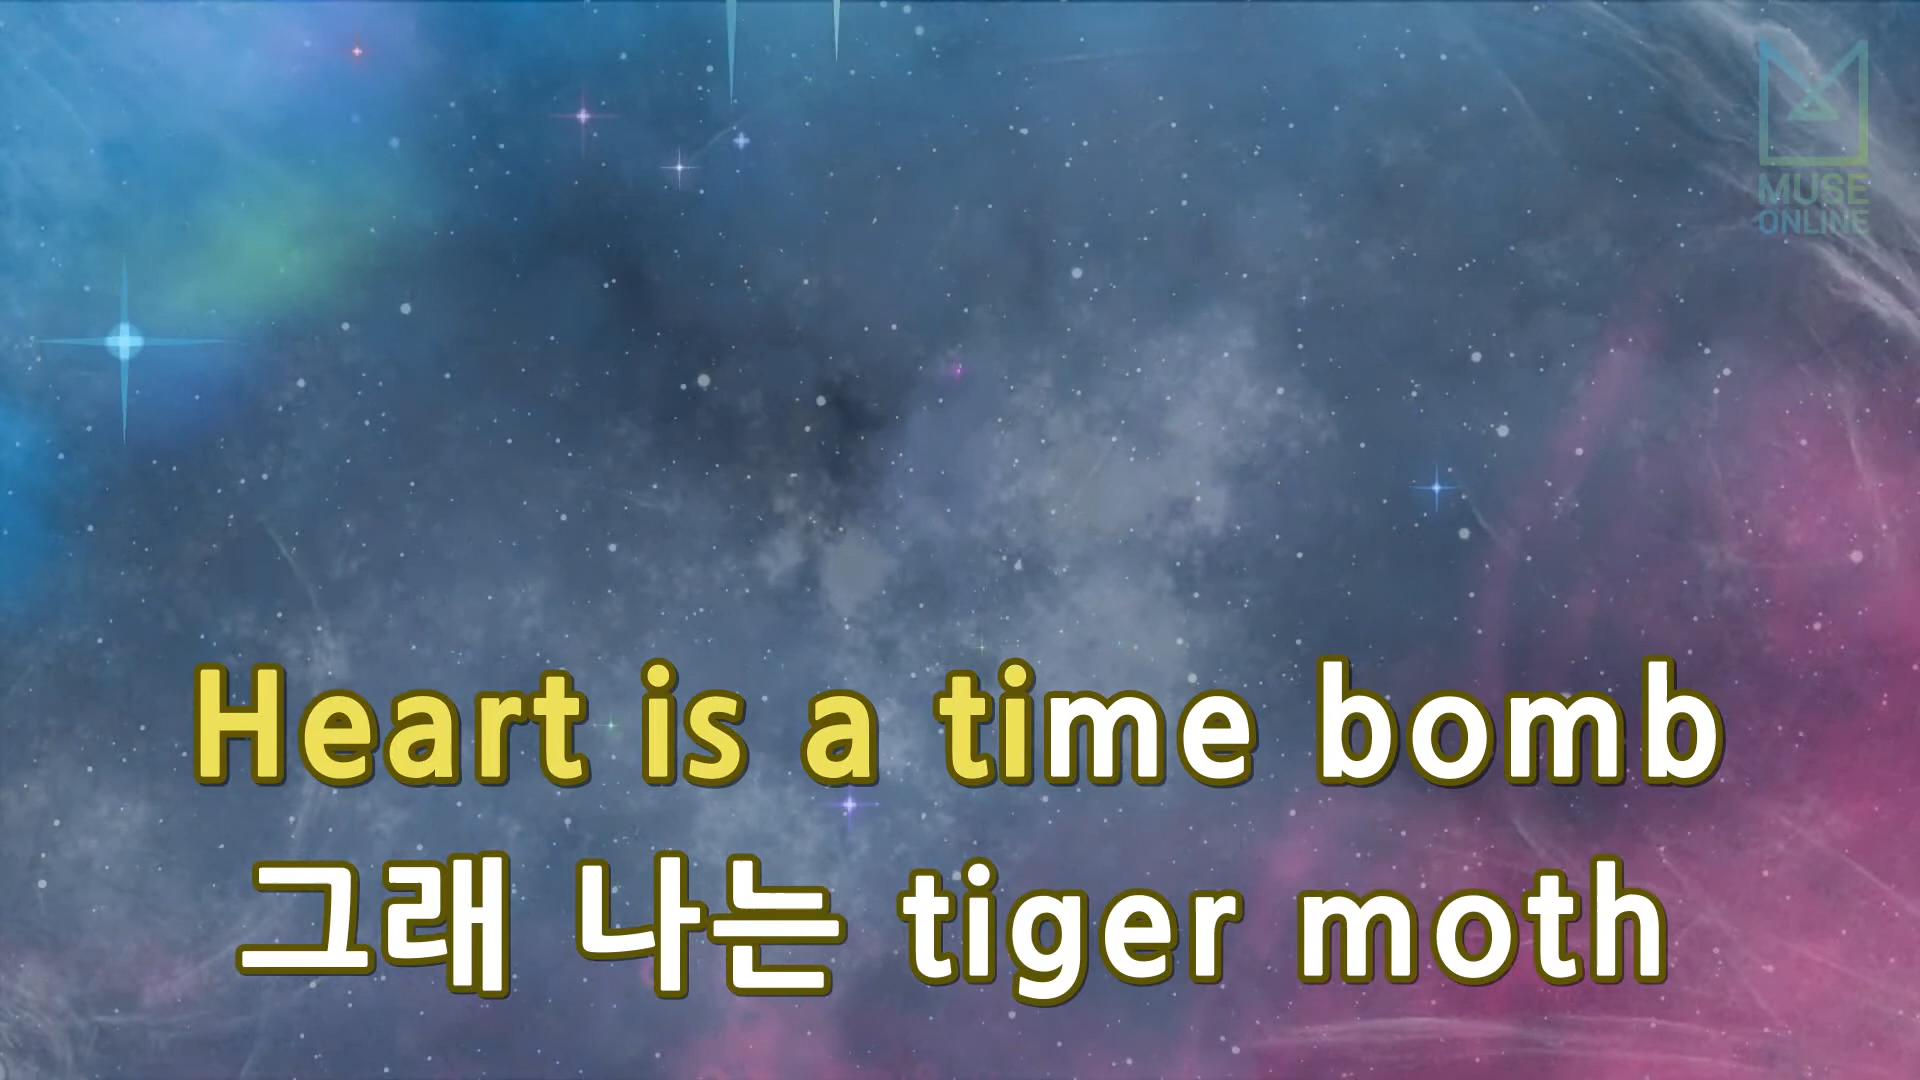 MUSE
ONLINE
Heart is a time bomb
그래 나는 tiger moth